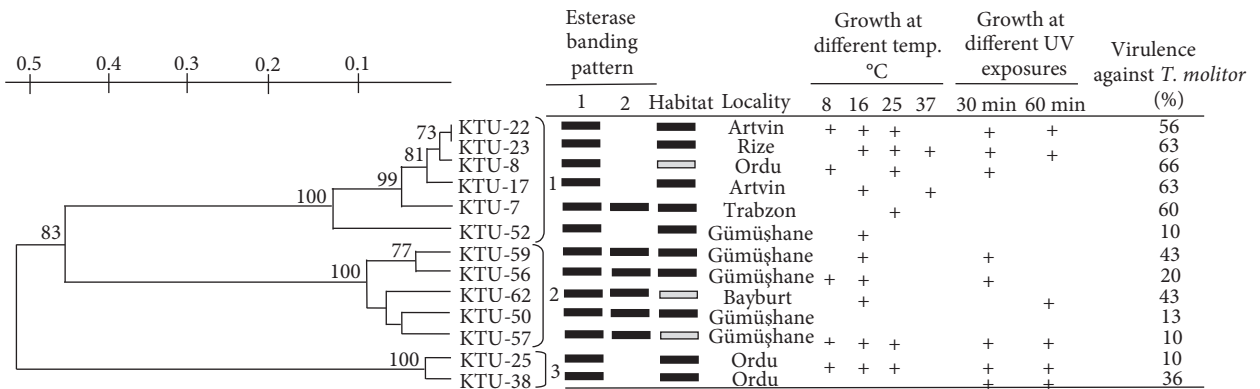 Esterase banding pattern Growth at different temp. °C Growth at different UV exposures Virulence against T. molitor (%)
0.5 0.4 0.3 0.2 0.1
1 2 Habitat Locality 8 16 25 37 30 min 60 min
73 KTU-22 Artvin + + + + + 56
81 KTU-23 Rize + + + + + 63
KTU-8 Ordu + + + 66
99 KTU-17 1 Artvin + + 63
100 KTU-7 Trabzon + 60
KTU-52 Gümüşhane + 10
83 77 KTU-59 Gümüşhane + + 43
100 KTU-56 Gümüşhane + + + 20
KTU-62 2 Bayburt + + 43
KTU-50 Gümüşhane 13
KTU-57 Gümüşhane + + + + + 10
100 KTU-25 3 Ordu + + + + + 10
KTU-38 Ordu + + 36